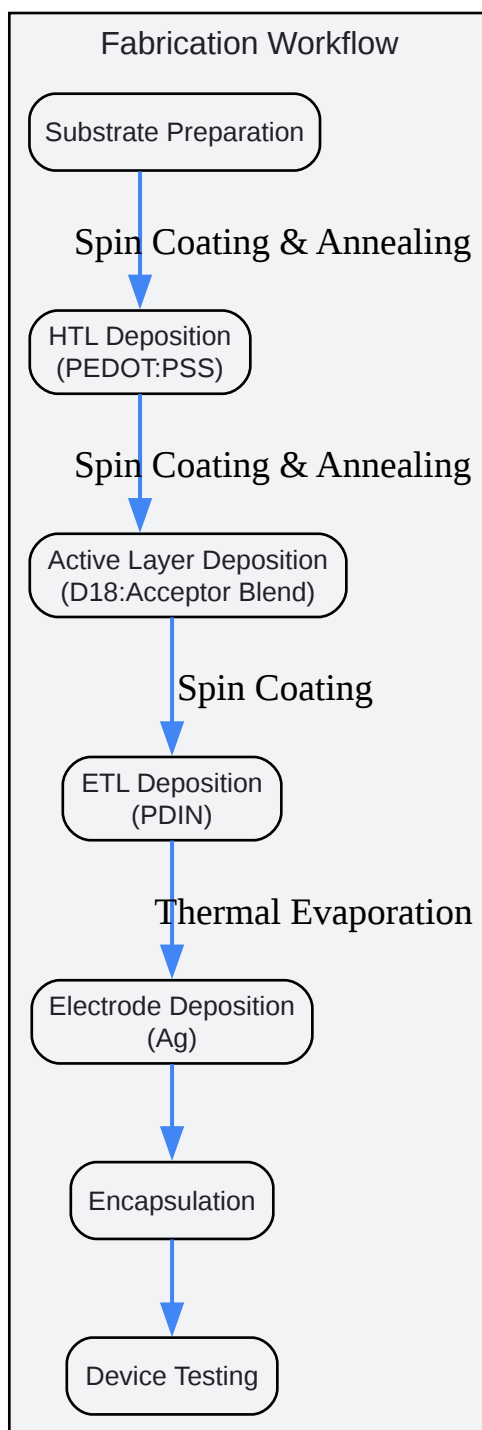 Fabrication Workflow
Substrate Preparation
Spin Coating & Annealing
HTL Deposition
(PEDOT:PSS)
Spin Coating & Annealing
Active Layer Deposition
(D18:Acceptor Blend)
Spin Coating
ETL Deposition
(PDIN)
Thermal Evaporation
Electrode Deposition
(Ag)
Encapsulation
Device Testing